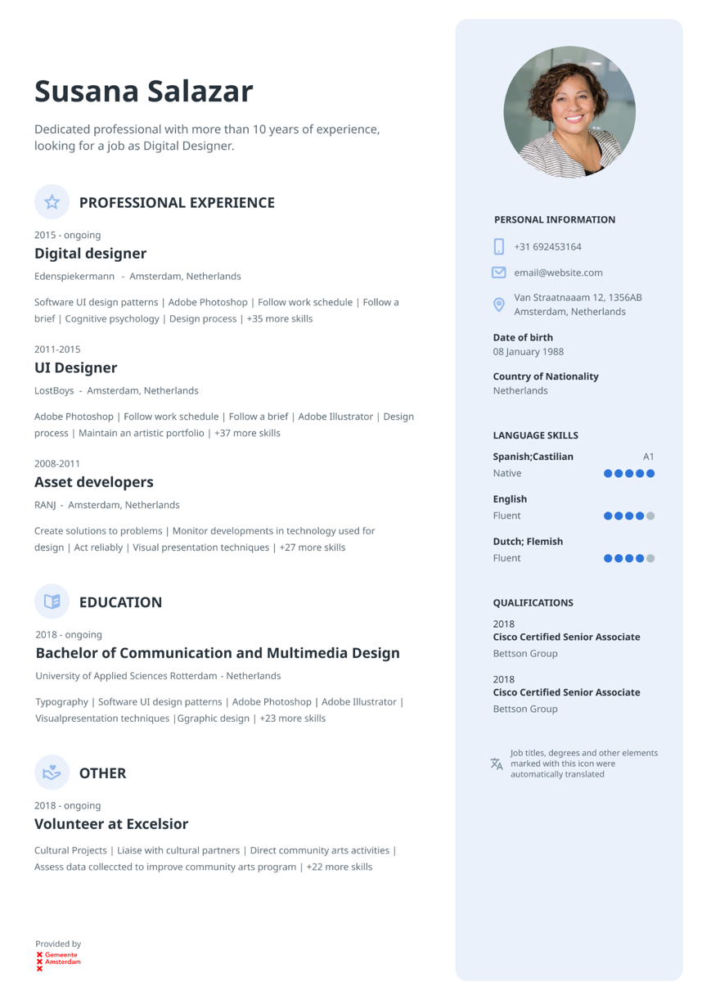 Susana Salazar
Dedicated professional with more than 10 years of experience,
looking for a job as Digital Designer.
PROFESSIONAL EXPERIENCE
2015 - ongoing
Digital designer
Edenspiekermann - Amsterdam, Netherlands
Software UI design patterns | Adobe Photoshop | Follow work schedule | Follow a
brief | Cognitive psychology | Design process | +35 more skills
2011-2015
UI Designer
LostBoys - Amsterdam, Netherlands
Adobe Photoshop | Follow work schedule | Follow a brief | Adobe Illustrator | Design
process | Maintain an artistic portfolio | +37 more skills
2008-2011
Asset developers
RANJ - Amsterdam, Netherlands
Create solutions to problems | Monitor developments in technology used for
design | Act reliably | Visual presentation techniques | +27 more skills
EDUCATION
2018 - ongoing
Bachelor of Communication and Multimedia Design
University of Applied Sciences Rotterdam - Netherlands
Typography | Software UI design patterns | Adobe Photoshop | Adobe Illustrator |
Visualpresentation techniques |Ggraphic design | +23 more skills
OTHER
2018 - ongoing
Volunteer at Excelsior
Cultural Projects | Liaise with cultural partners | Direct community arts activities |
Assess data colleccted to improve community arts program | +22 more skills
Provided by
Gemeente
Amsterdam
PERSONAL INFORMATION
+31 692453164
email@website.com
Van Straatnaaam 12, 1356AB
Amsterdam, Netherlands
Date of birth
08 January 1988
Country of Nationality
Netherlands
LANGUAGE SKILLS
Spanish;Castilian A1
Native
English
Fluent
Dutch; Flemish
Fluent
QUALIFICATIONS
2018
Cisco Certified Senior Associate
Bettson Group
2018
Cisco Certified Senior Associate
Bettson Group
Job titles, degrees and other elements
marked with this icon were
automatically translated